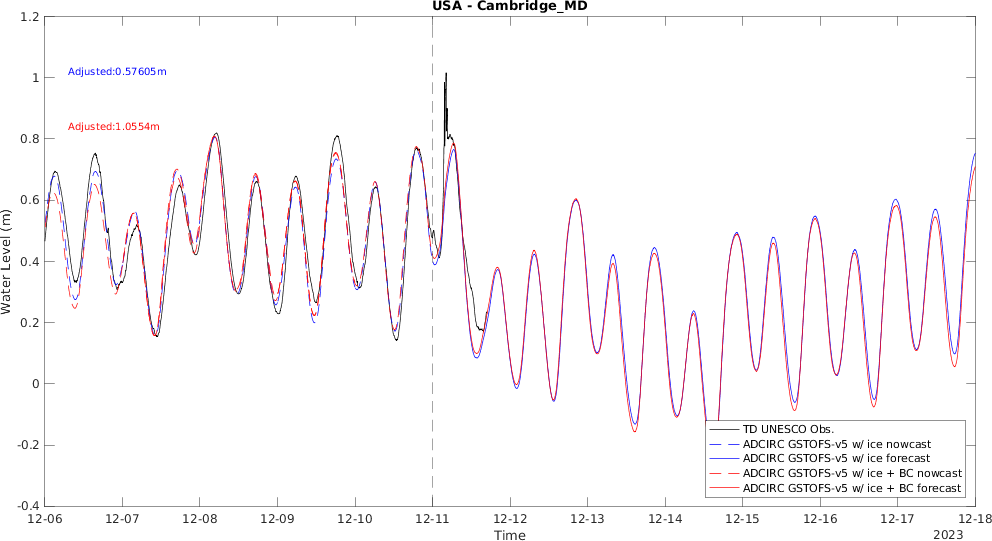 USA - Cambridge_MD
1.2
1
0.8
0.6
0.4
0.2
0
-0.2
-0.4
Water Level (m)
Adjusted:0.57605m
Adjusted:1.0554m
TD UNESCO Obs.
ADCIRC GSTOFS-v5 w/ ice nowcast
ADCIRC GSTOFS-v5 w/ ice forecast
ADCIRC GSTOFS-v5 w/ ice + BC nowcast
ADCIRC GSTOFS-v5 w/ ice + BC forecast
12-06 12-07 12-08 12-09 12-10 12-11 12-12 12-13 12-14 12-15 12-16 12-17 12-18
Time
2023